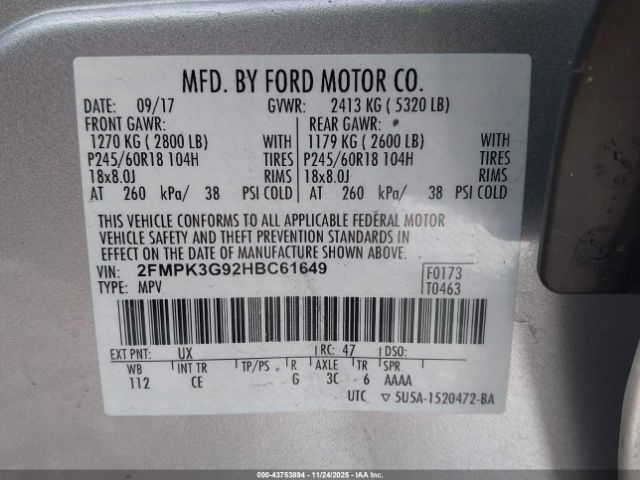 MFD. BY FORD MOTOR CO.
DATE: 09/17 GVWR: 2413 KG ( 5320 LB)
FRONT GAWR: REAR GAWR:
1270 KG ( 2800 LB) WITH 1179 KG ( 2600 LB) WITH
P245/60R18 104H TIRES P245/60R18 104H TIRES
18x8.0J RIMS 18x8.0J RIMS
AT 260 kPa/ 38 PSI COLD AT 260 kPa/ 38 PSI COLD
THIS VEHICLE CONFORMS TO ALL APPLICABLE FEDERAL MOTOR
VEHICLE SAFETY AND THEFT PREVENTION STANDARDS IN
EFFECT ON THE DATE OF MANUFACTURE SHOWN ABOVE.
VIN: 2FMPK3G92HBC61649 F0173
TYPE: MPV T0463
EXT PNT: UX RC: 47 DSO:
WB INT TR TP/PS R AXLE TR SPR
112 CE G 3C 6 AAAA
UTC ▽ 5U5A-1520472-BA
000-43753894 - 11/24/2025 - IAAI.COM